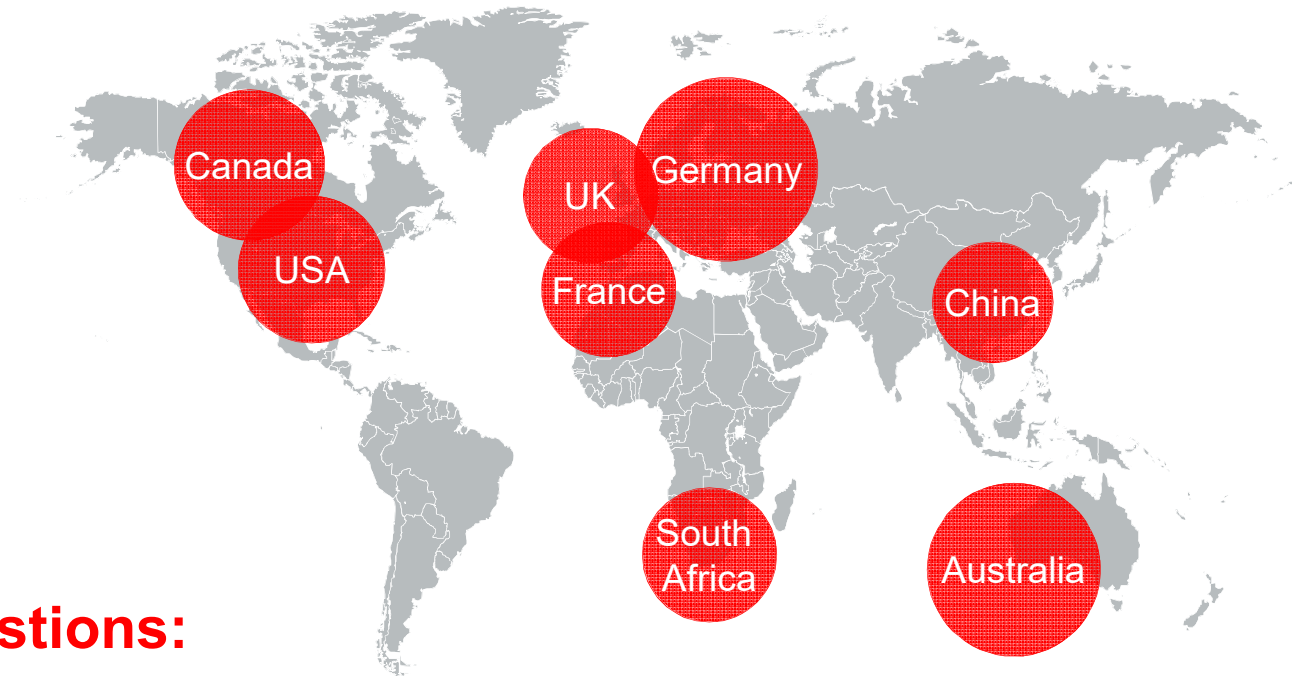 Canada
UK
Germany
USA
France
China
South
Africa
Australia
stions: